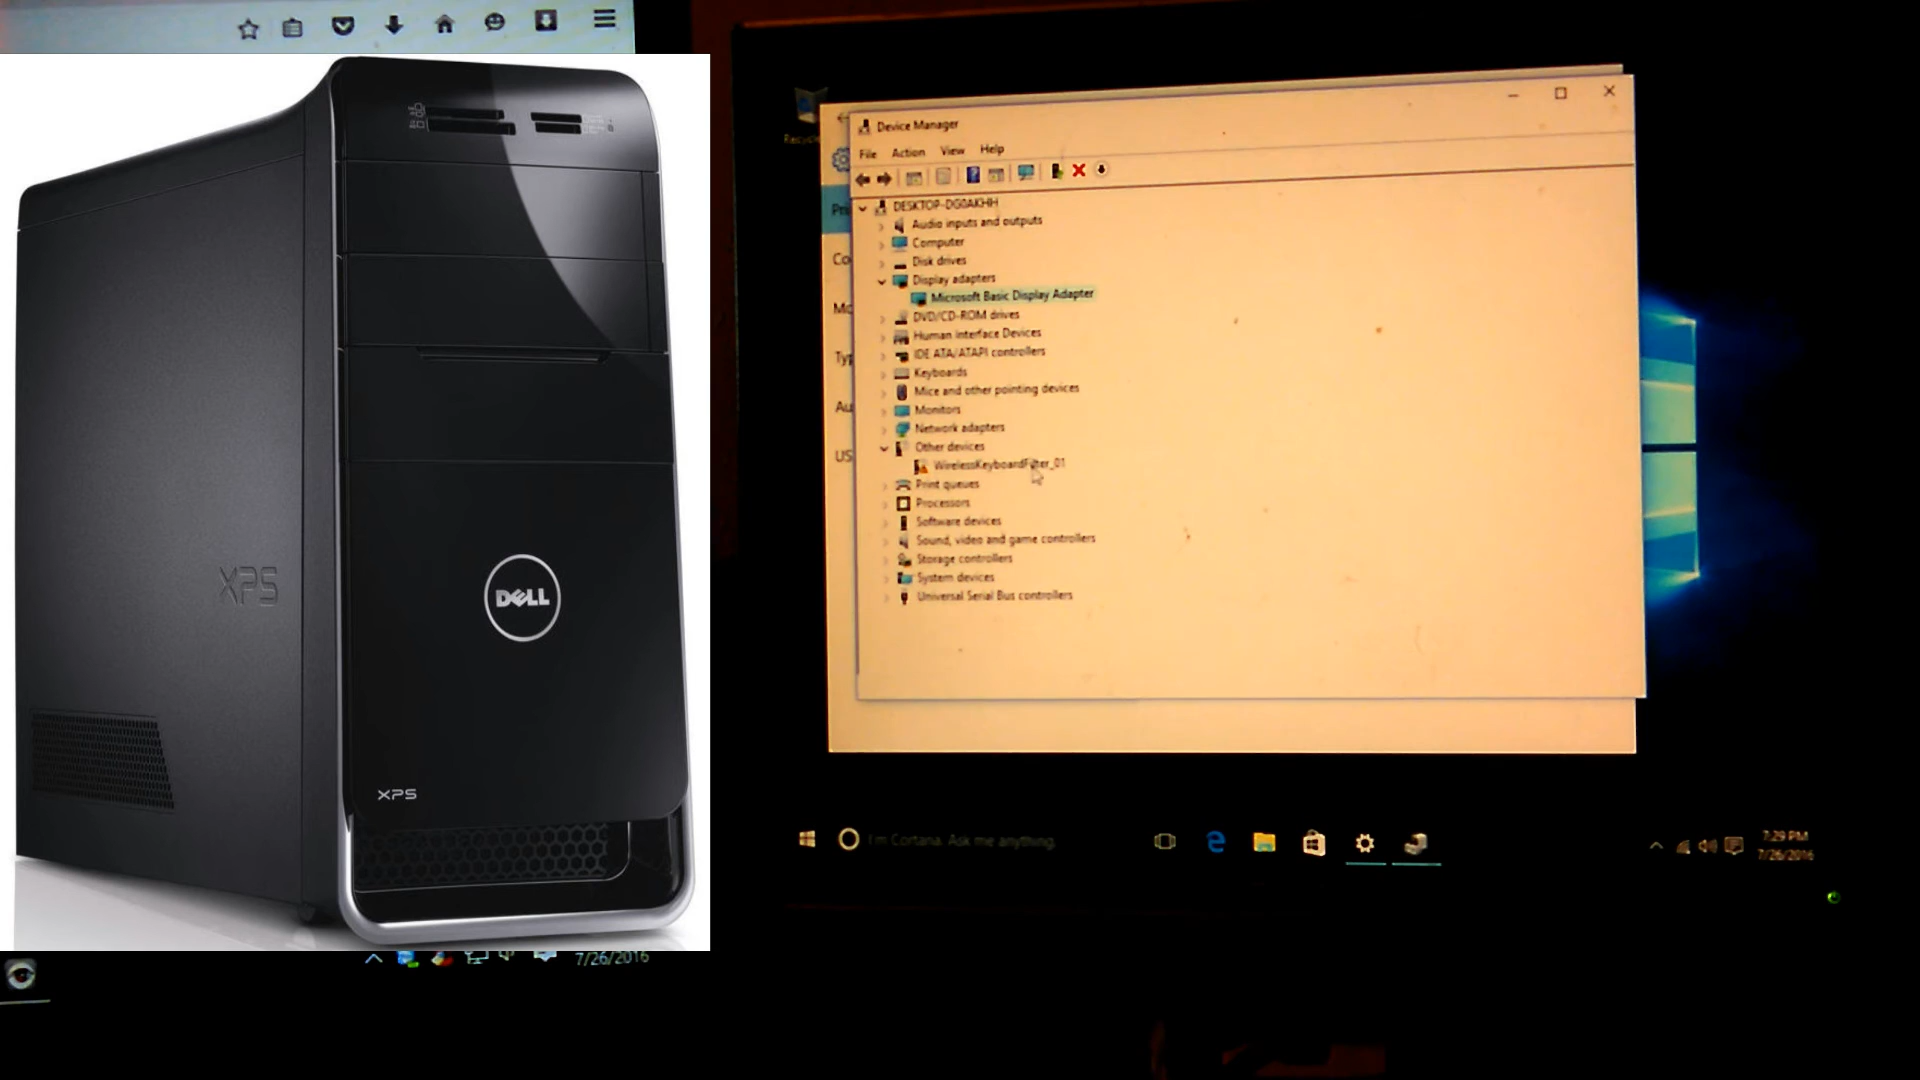 XPS
DELL
XPS
7/26/2016
Device Manager
File Action View Help
DESKTOP-DG0AKHH
Audio inputs and outputs
Computer
Disk drives
Display adapters
Microsoft Basic Display Adapter
DVD/CD-ROM drives
Human Interface Devices
IDE ATA/ATAPI controllers
Keyboards
Mice and other pointing devices
Monitors
Network adapters
Other devices
WirelessKeyboardFilter_01
Print queues
Processors
Software devices
Sound, video and game controllers
Storage controllers
System devices
Universal Serial Bus controllers
I'm Cortana. Ask me anything.
7:29 PM
7/26/2016